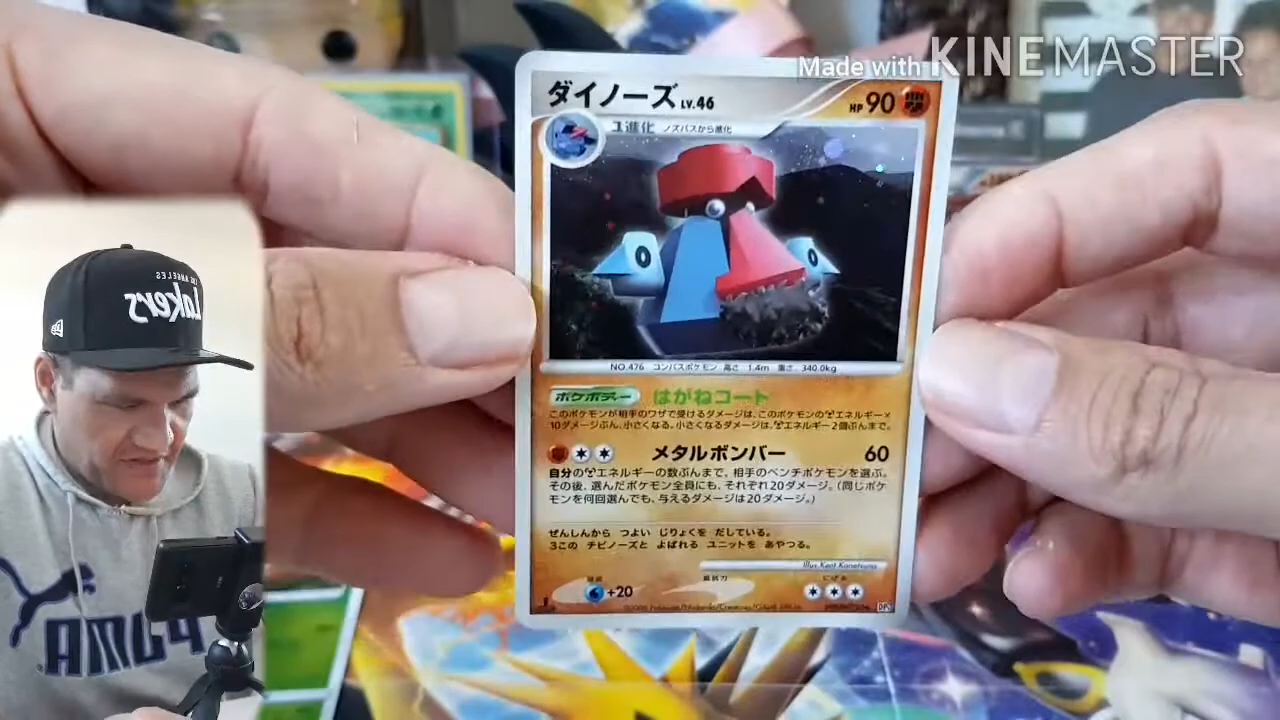 Made with KINEMASTER
ダイノーズ LV.46
HP 90
1進化 ノズパスから進化
NO.476 コンパスポケモン 高さ 1.4m 重さ 340.0kg
ポケボディー はがねコート
このポケモンが相手のワザで受けるダメージは、このポケモンのエネルギー×
10ダメージぶん、小さくなる。小さくなるダメージは、エネルギー2個ぶんまで。
メタルボンバー 60
自分のエネルギーの数ぶんまで、相手のベンチポケモンを選ぶ。
その後、選んだポケモン全員にも、それぞれ20ダメージ。(同じポケ
モンを何回選んでも、与えるダメージは20ダメージ。)
ぜんしんから つよい じりょくを だしている。
3この チビノーズと よばれる ユニットを あやつる。
Illus. Kent Kanetsuna
弱点 抵抗力 にげる
+20
LOS ANGELES
Lakers
PUMA